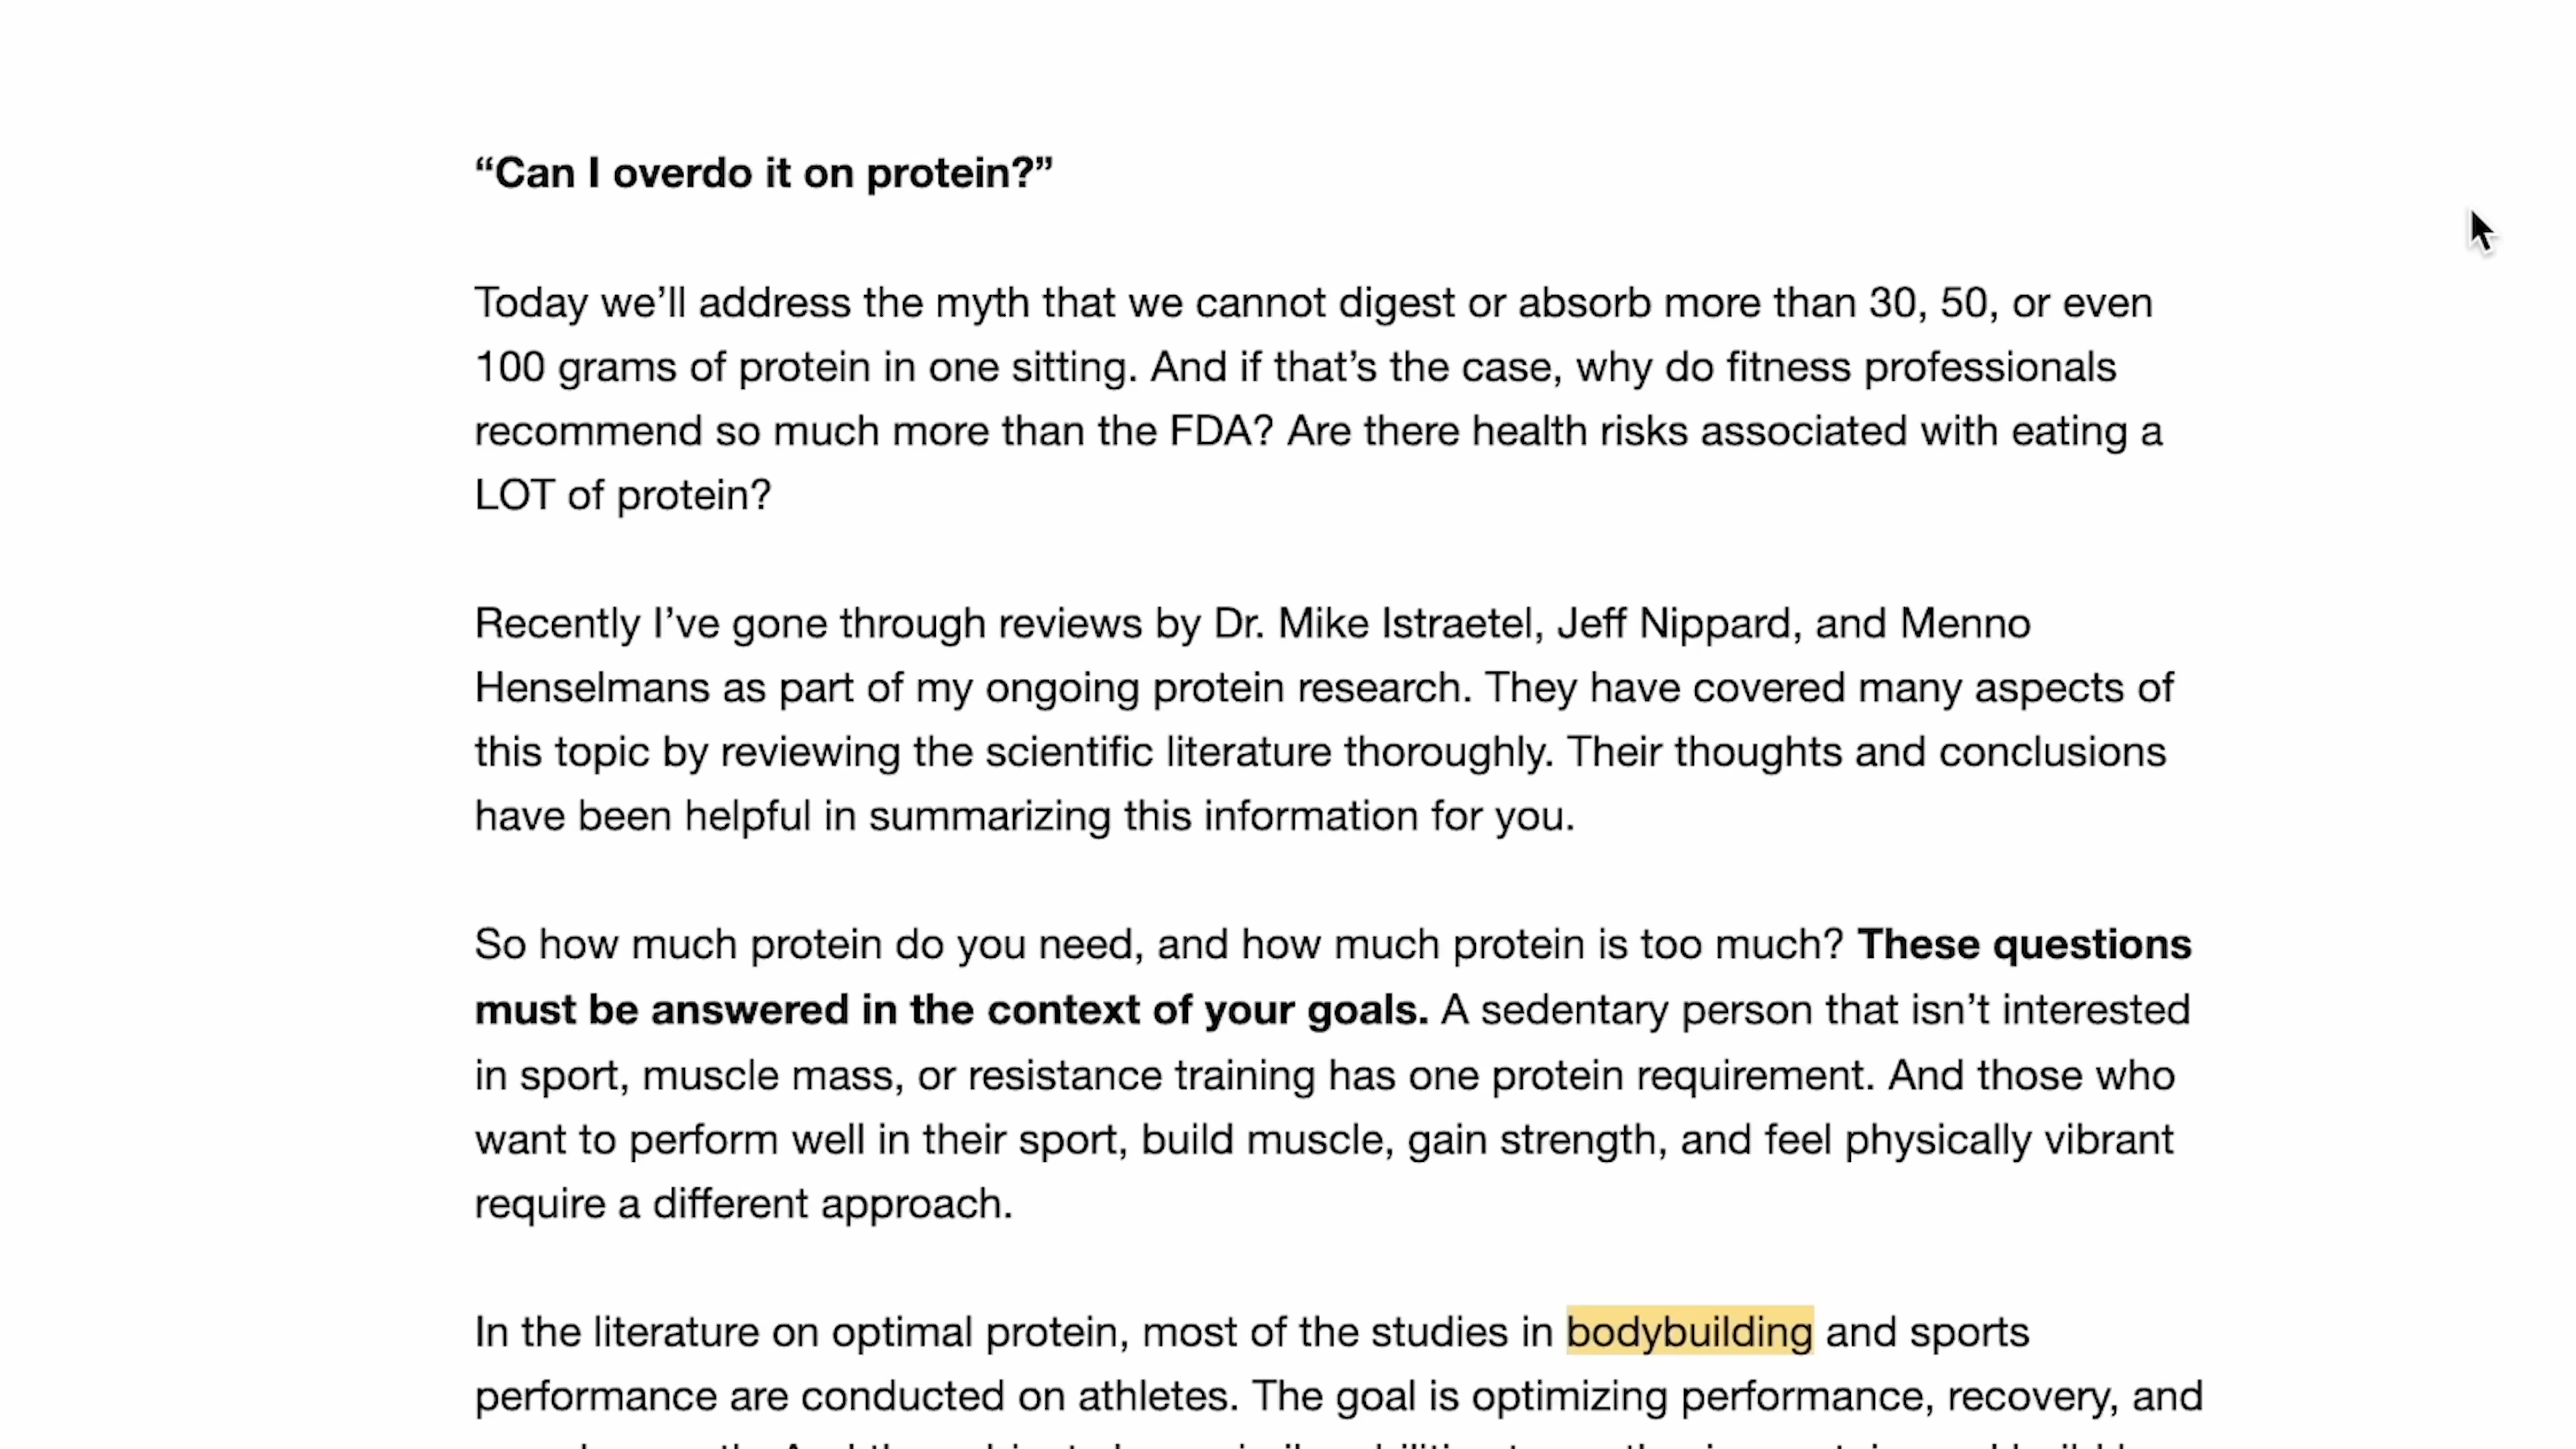 “Can I overdo it on protein?”
Today we’ll address the myth that we cannot digest or absorb more than 30, 50, or even
100 grams of protein in one sitting. And if that’s the case, why do fitness professionals
recommend so much more than the FDA? Are there health risks associated with eating a
LOT of protein?
Recently I’ve gone through reviews by Dr. Mike Istraetel, Jeff Nippard, and Menno
Henselmans as part of my ongoing protein research. They have covered many aspects of
this topic by reviewing the scientific literature thoroughly. Their thoughts and conclusions
have been helpful in summarizing this information for you.
So how much protein do you need, and how much protein is too much? These questions
must be answered in the context of your goals. A sedentary person that isn’t interested
in sport, muscle mass, or resistance training has one protein requirement. And those who
want to perform well in their sport, build muscle, gain strength, and feel physically vibrant
require a different approach.
In the literature on optimal protein, most of the studies in bodybuilding and sports
performance are conducted on athletes. The goal is optimizing performance, recovery, and